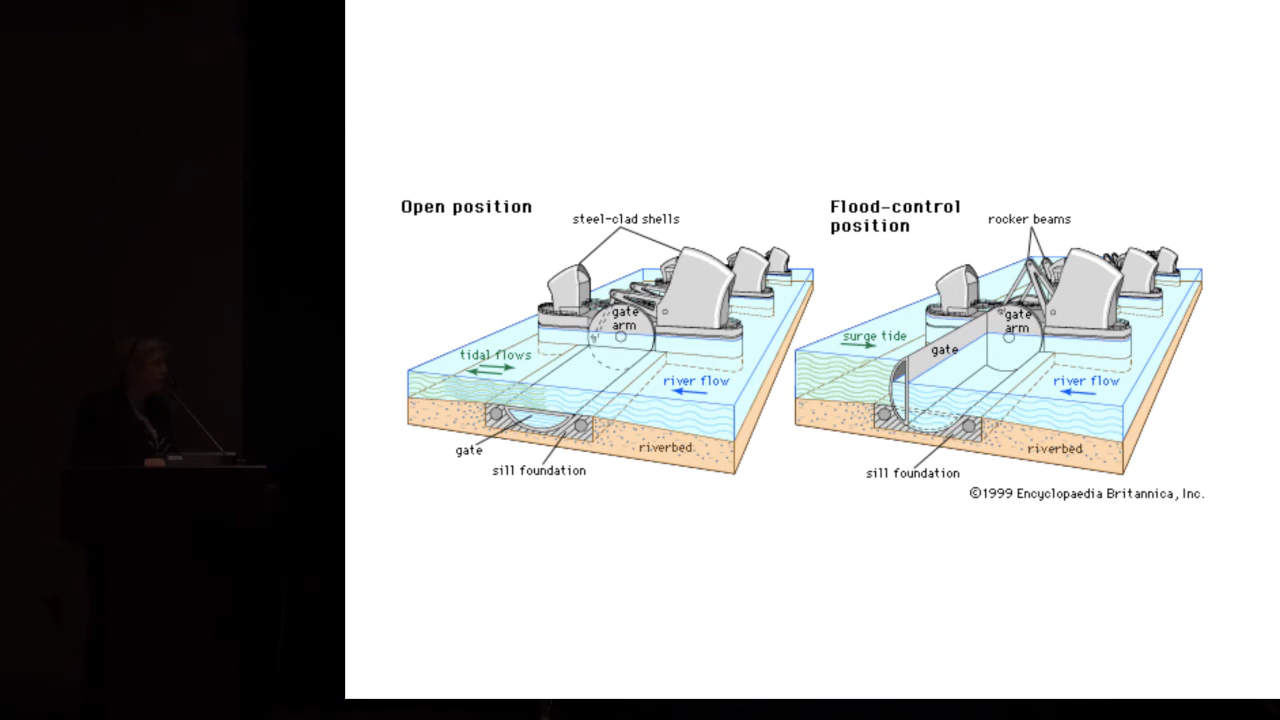 Open position
steel-clad shells
gate
arm
tidal flows
river flow
gate
riverbed
sill foundation
Flood-control
position
rocker beams
gate
arm
surge tide
gate
river flow
riverbed
sill foundation
©1999 Encyclopaedia Britannica, Inc.